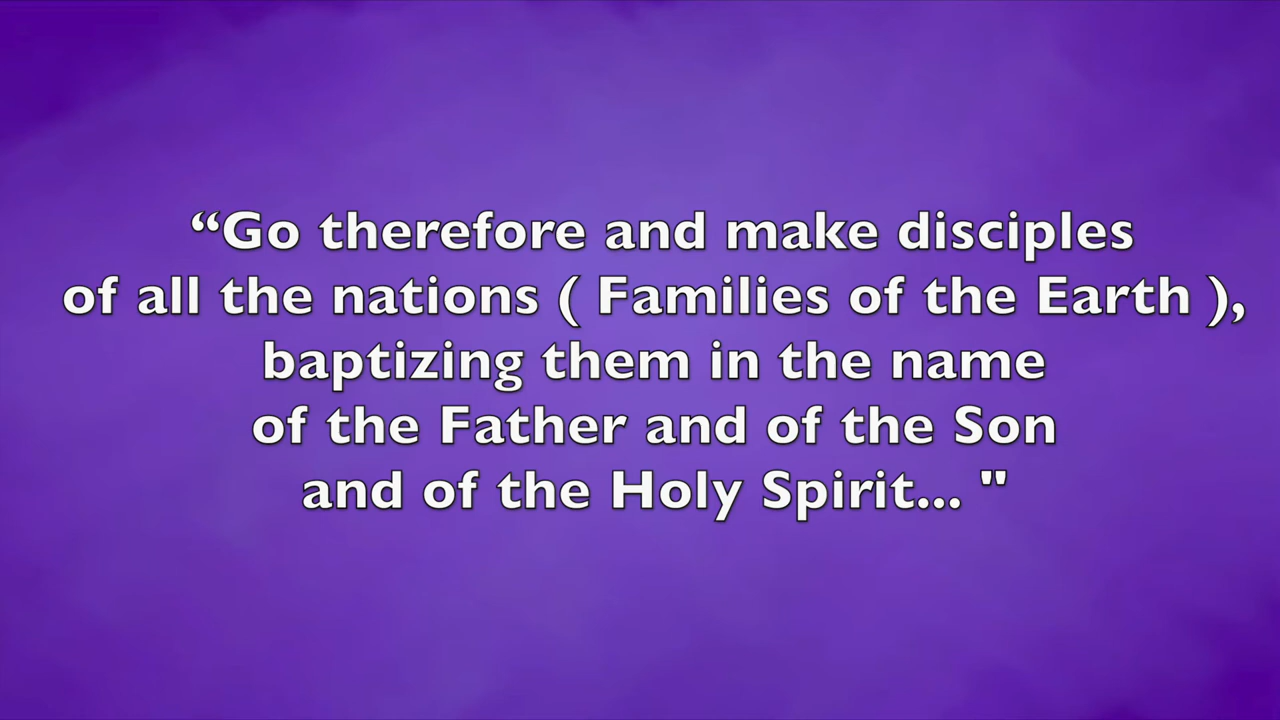 “Go therefore and make disciples
of all the nations ( Families of the Earth ),
baptizing them in the name
of the Father and of the Son
and of the Holy Spirit... "